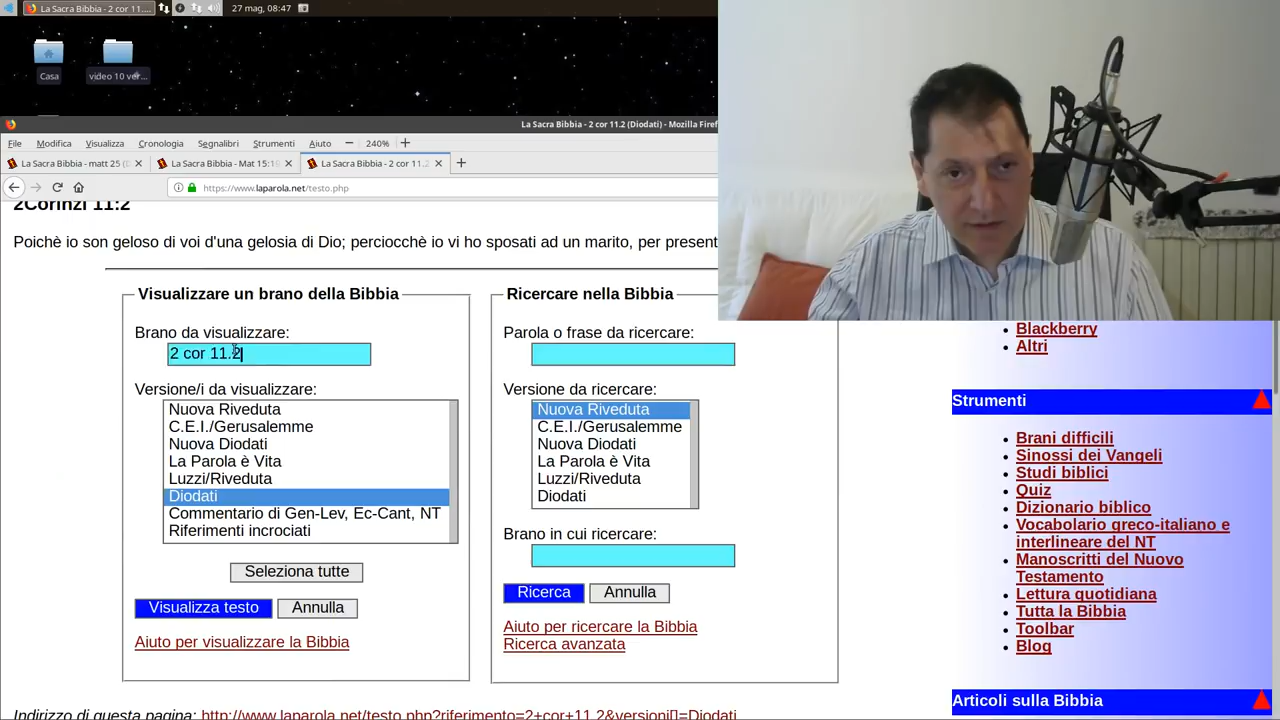 La Sacra Bibbia - 2 cor 11....
27 mag, 08:47
Casa
video 10 ver...
La Sacra Bibbia - 2 cor 11.2 (Diodati) - Mozilla Firef
File Modifica Visualizza Cronologia Segnalibri Strumenti Aiuto 240%
La Sacra Bibbia - matt 25 (D
La Sacra Bibbia - Mat 15:19
La Sacra Bibbia - 2 cor 11.2
https://www.laparola.net/testo.php
2Corinzi 11:2
Poichè io son geloso di voi d'una gelosia di Dio; perciocchè io vi ho sposati ad un marito, per present
Visualizzare un brano della Bibbia
Brano da visualizzare:
2 cor 11.2
Versione/i da visualizzare:
Nuova Riveduta
C.E.I./Gerusalemme
Nuova Diodati
La Parola è Vita
Luzzi/Riveduta
Diodati
Commentario di Gen-Lev, Ec-Cant, NT
Riferimenti incrociati
Seleziona tutte
Visualizza testo Annulla
Aiuto per visualizzare la Bibbia
Ricercare nella Bibbia
Parola o frase da ricercare:
Versione da ricercare:
Nuova Riveduta
C.E.I./Gerusalemme
Nuova Diodati
La Parola è Vita
Luzzi/Riveduta
Diodati
Brano in cui ricercare:
Ricerca Annulla
Aiuto per ricercare la Bibbia
Ricerca avanzata
Blackberry
Altri
Strumenti
Brani difficili
Sinossi dei Vangeli
Studi biblici
Quiz
Dizionario biblico
Vocabolario greco-italiano e
interlineare del NT
Manoscritti del Nuovo
Testamento
Lettura quotidiana
Tutta la Bibbia
Toolbar
Blog
Articoli sulla Bibbia
Indirizzo di questa pagina: http://www.laparola.net/testo.php?riferimento=2+cor+11.2&versioni[]=Diodati